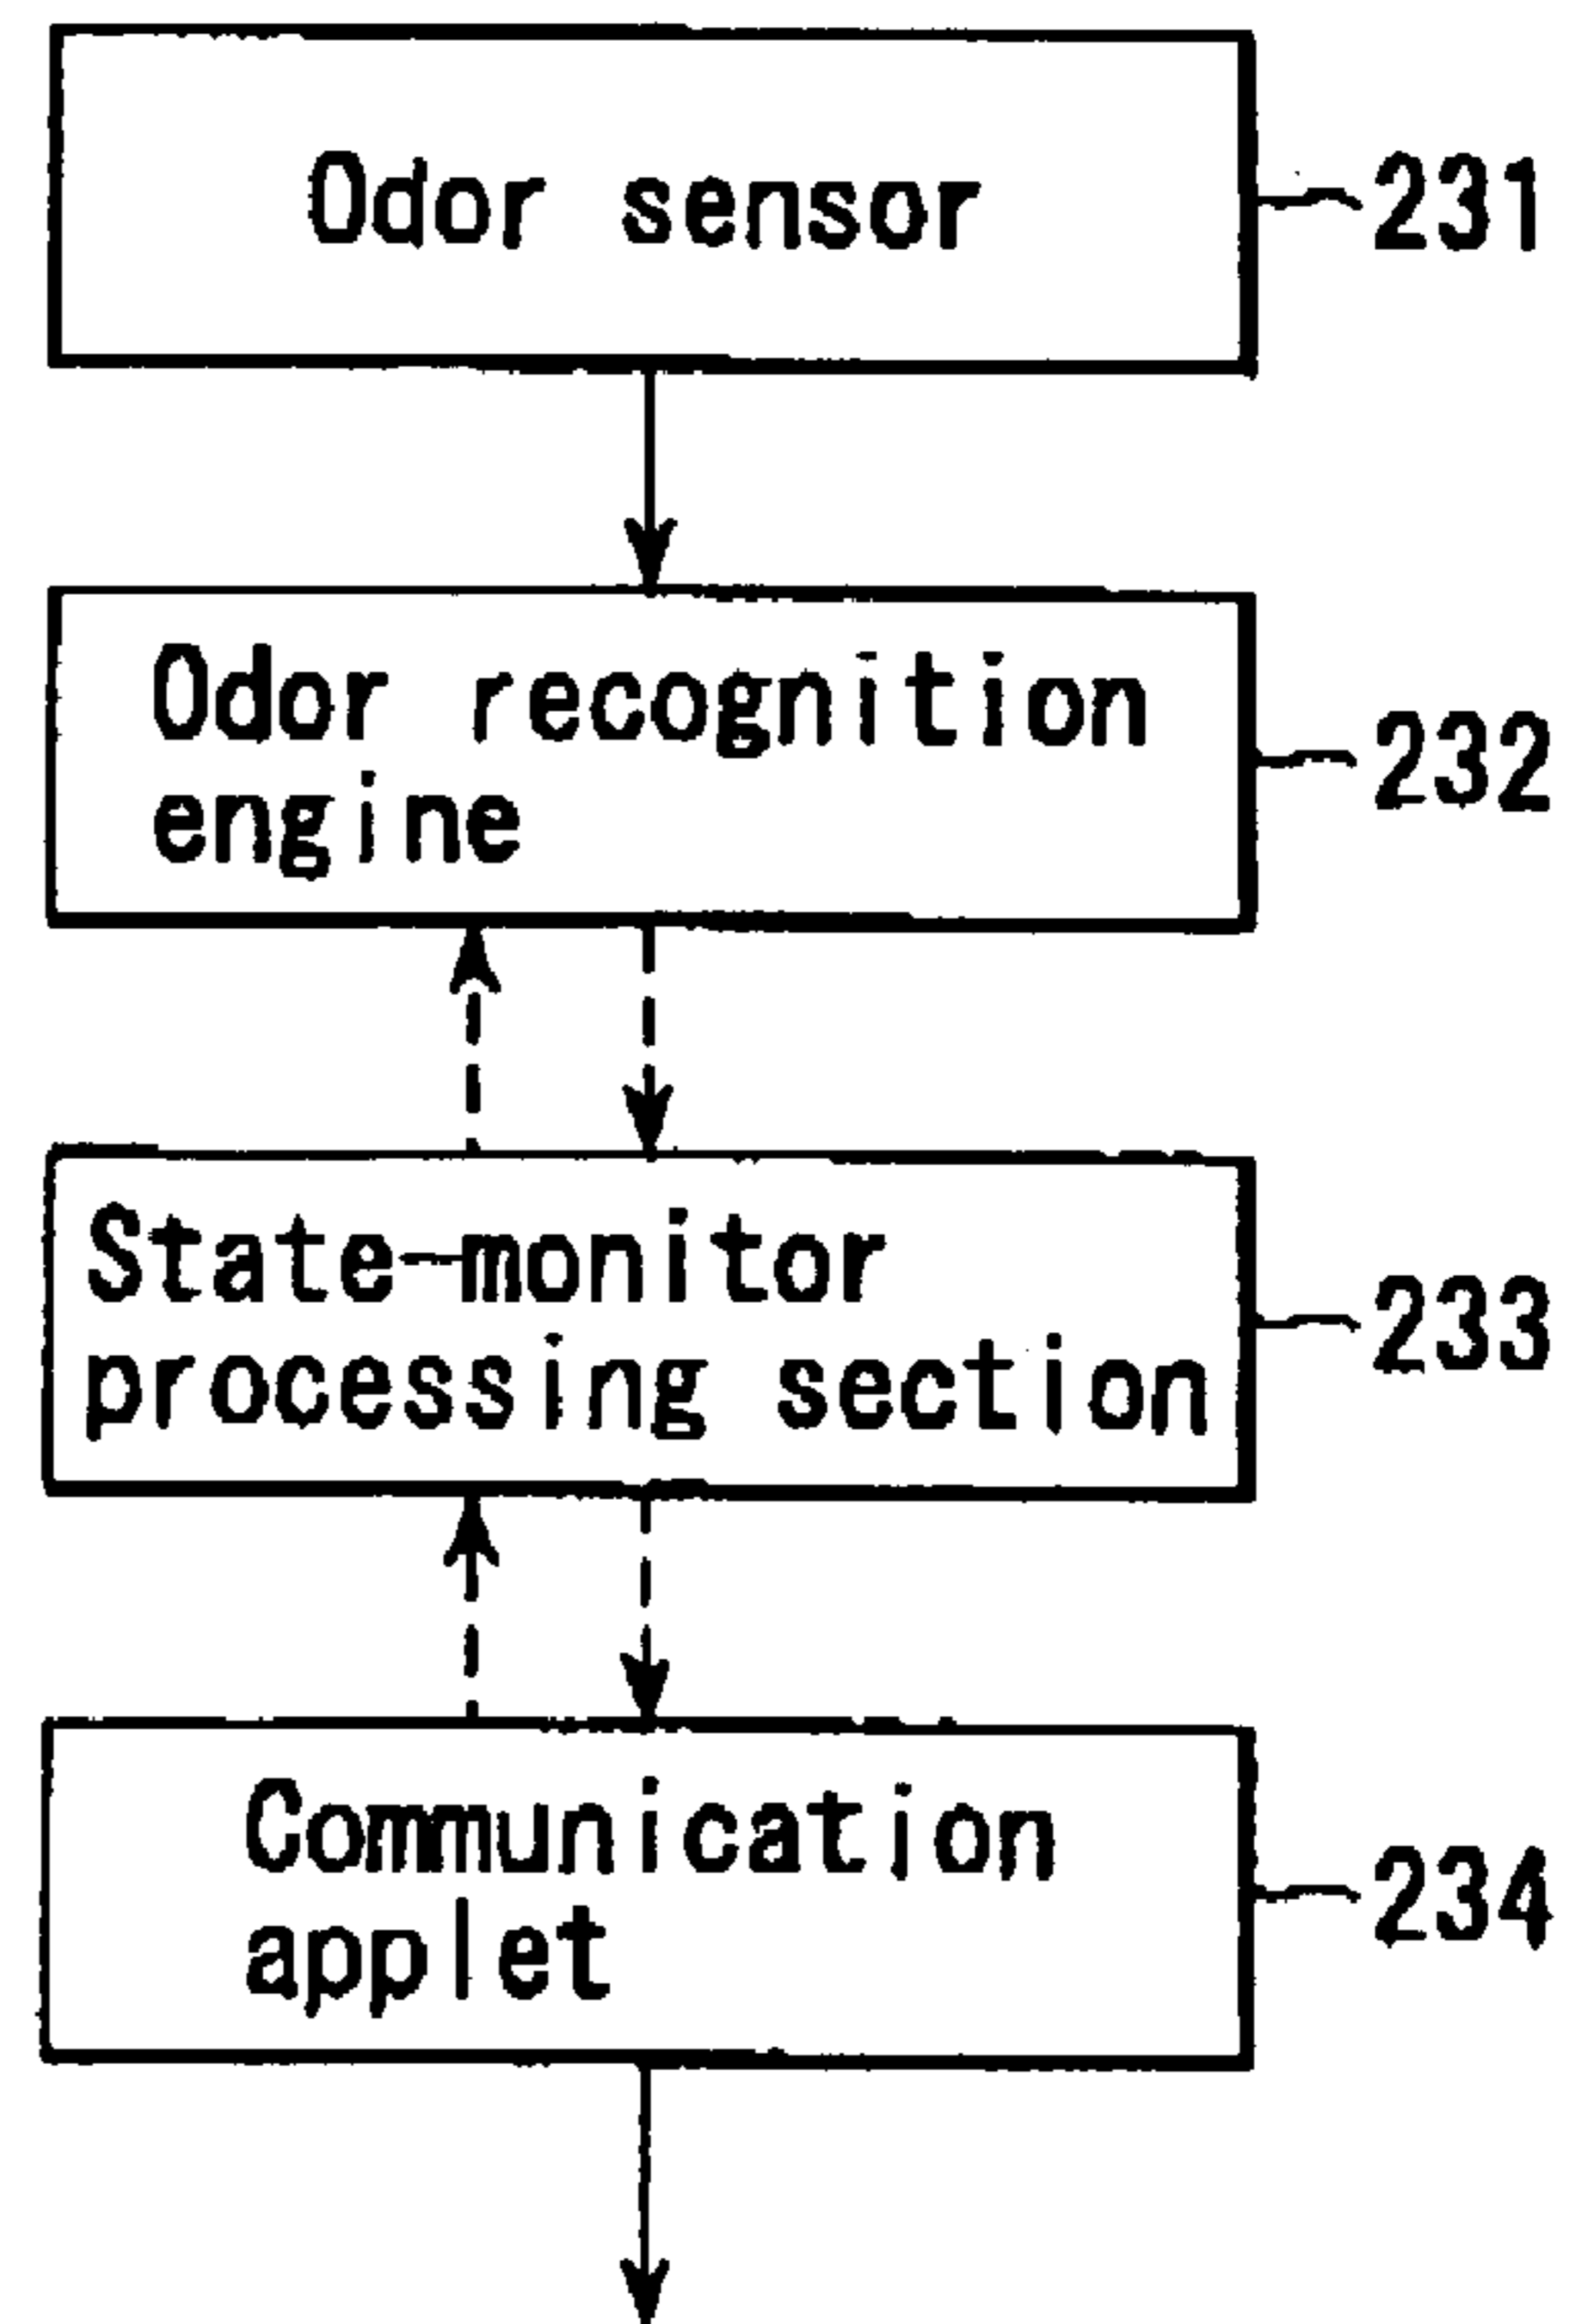 Odor sensor
231
Odor recognition
engine
232
State-monitor
processing section
233
Communication
applet
234